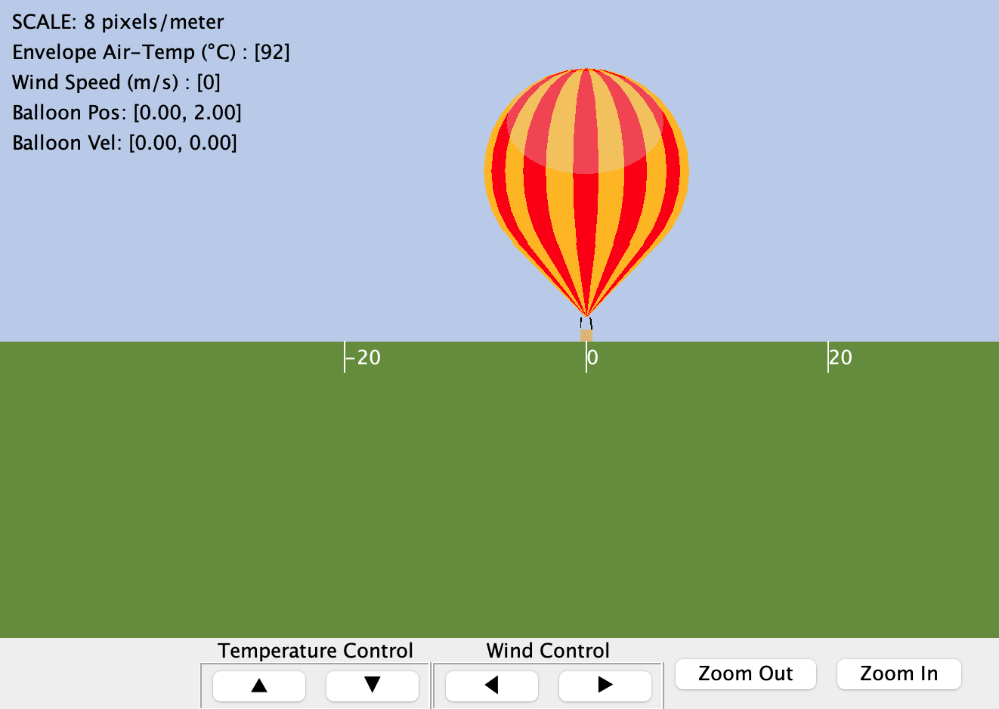 SCALE: 8 pixels/meter
Envelope Air-Temp (°C) : [92]
Wind Speed (m/s) : [0]
Balloon Pos: [0.00, 2.00]
Balloon Vel: [0.00, 0.00]
-20 0 20
Temperature Control Wind Control
▲ ▼ ◀ ▶ Zoom Out Zoom In